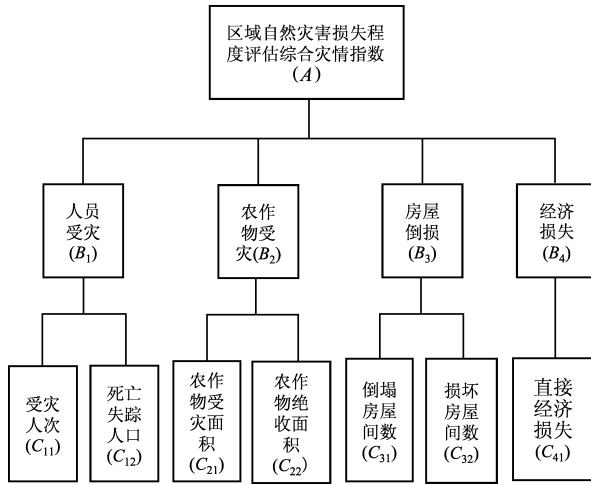 区域自然灾害损失程
度评估综合灾情指数
(A)
人员
受灾
(B1)
农作
物受
灾(B2)
房屋
倒损
(B3)
经济
损失
(B4)
受灾
人次
(C11)
死亡
失踪
人口
(C12)
农作
物受
灾面
积
(C21)
农作
物绝
收面
积
(C22)
倒塌
房屋
间数
(C31)
损坏
房屋
间数
(C32)
直接
经济
损失
(C41)